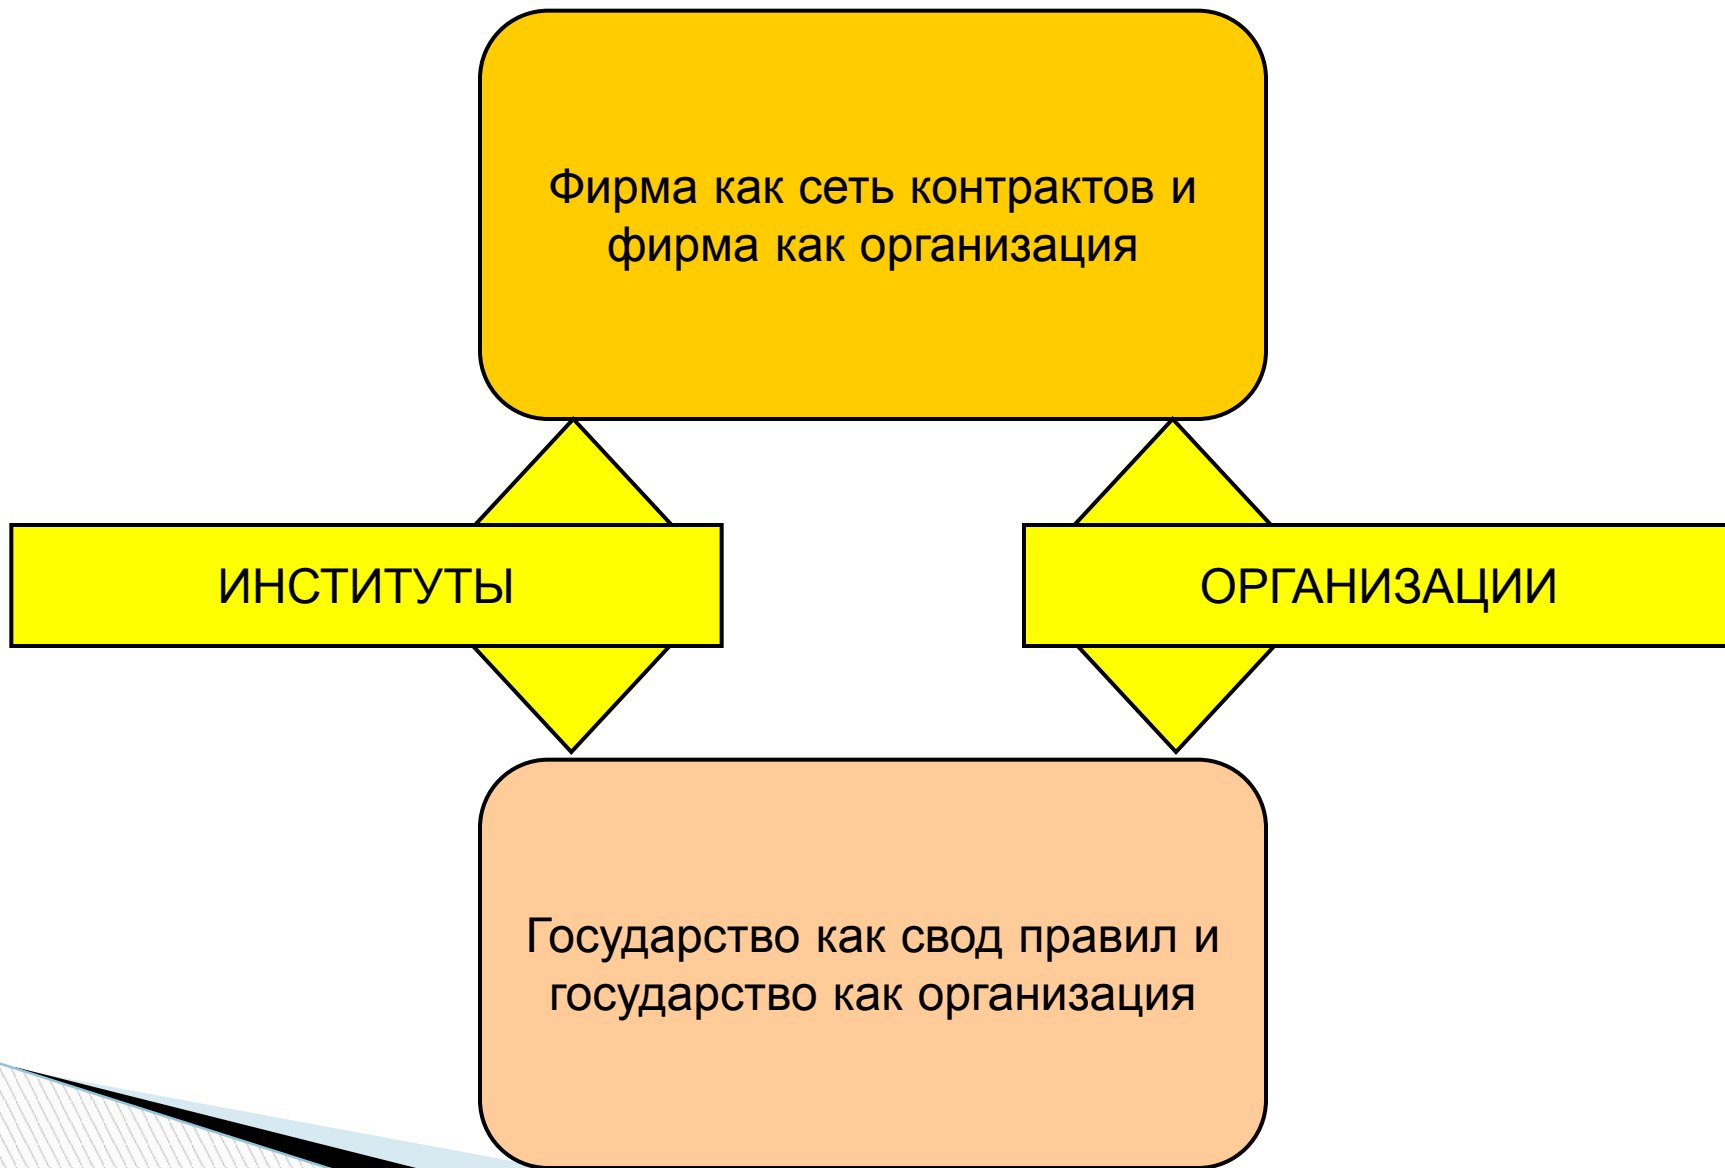 Фирма как сеть контрактов и
фирма как организация
ИНСТИТУТЫ
ОРГАНИЗАЦИИ
Государство как свод правил и
государство как организация